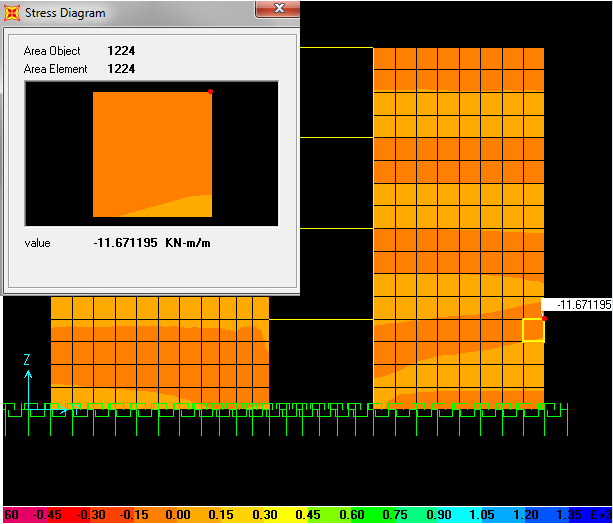 Stress Diagram
Area Object 1224
Area Element 1224
value -11.671195 KN-m/m
-11.671195
Z
60 -0.45 -0.30 -0.15 0.00 0.15 0.30 0.45 0.60 0.75 0.90 1.05 1.20 1.35